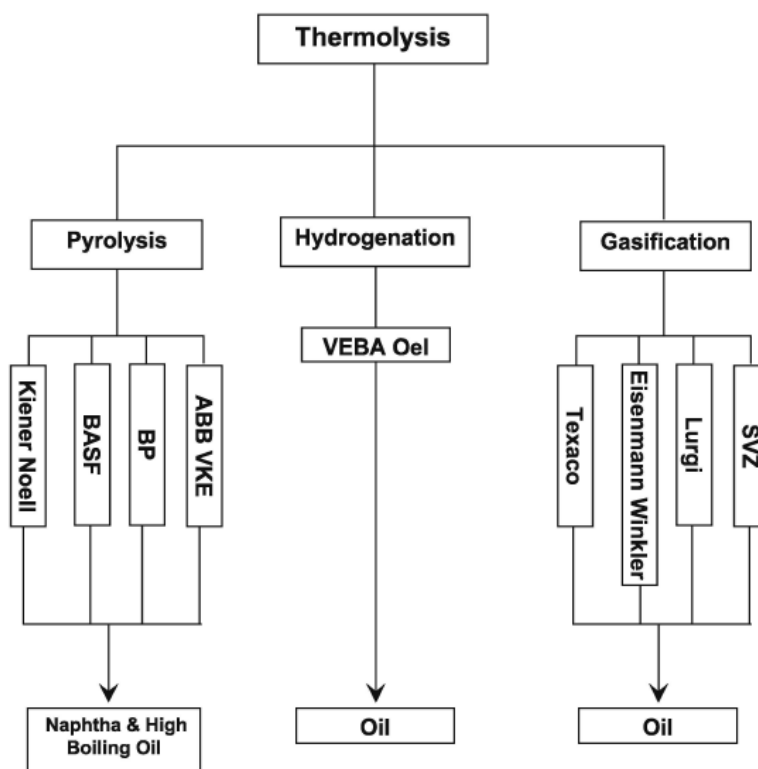 Thermolysis
Pyrolysis
Hydrogenation
Gasification
VEBA Oel
Kiener Noell
BASF
BP
ABB VKE
Texaco
Eisenmann Winkler
Lurgi
SVZ
Naphtha & High
Boiling Oil
Oil
Oil